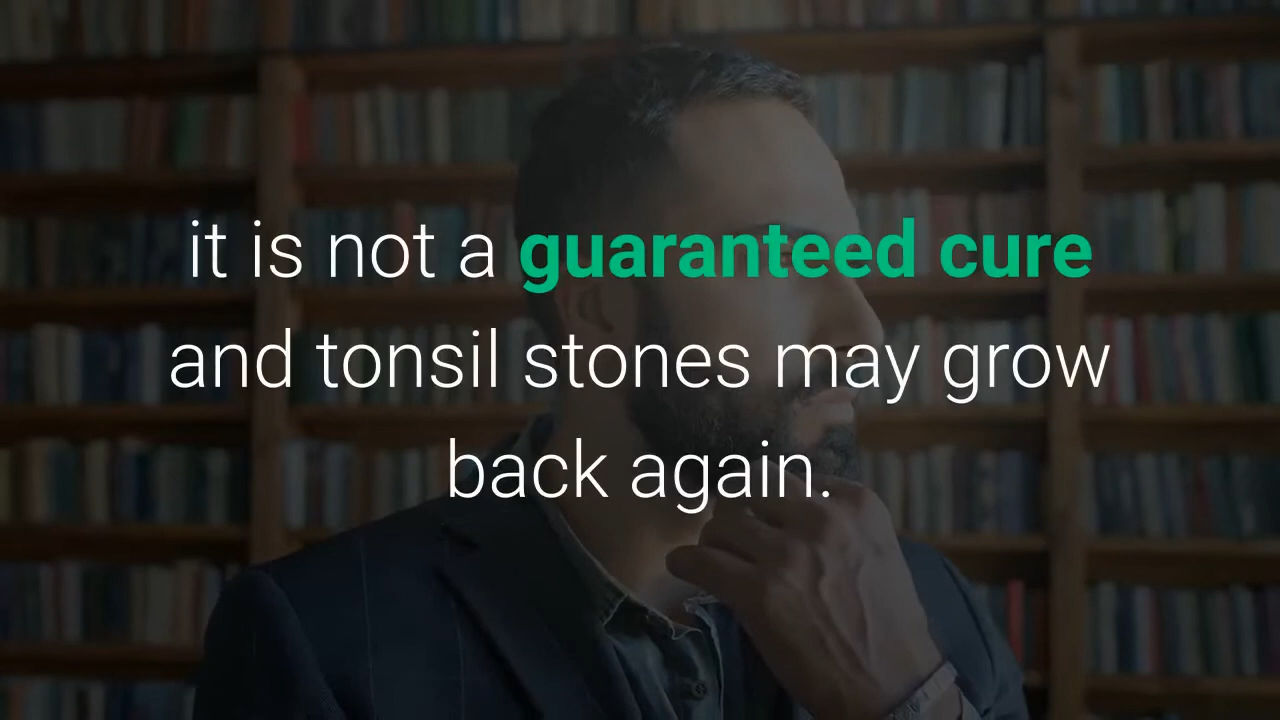 it is not a guaranteed cure
and tonsil stones may grow
back again.